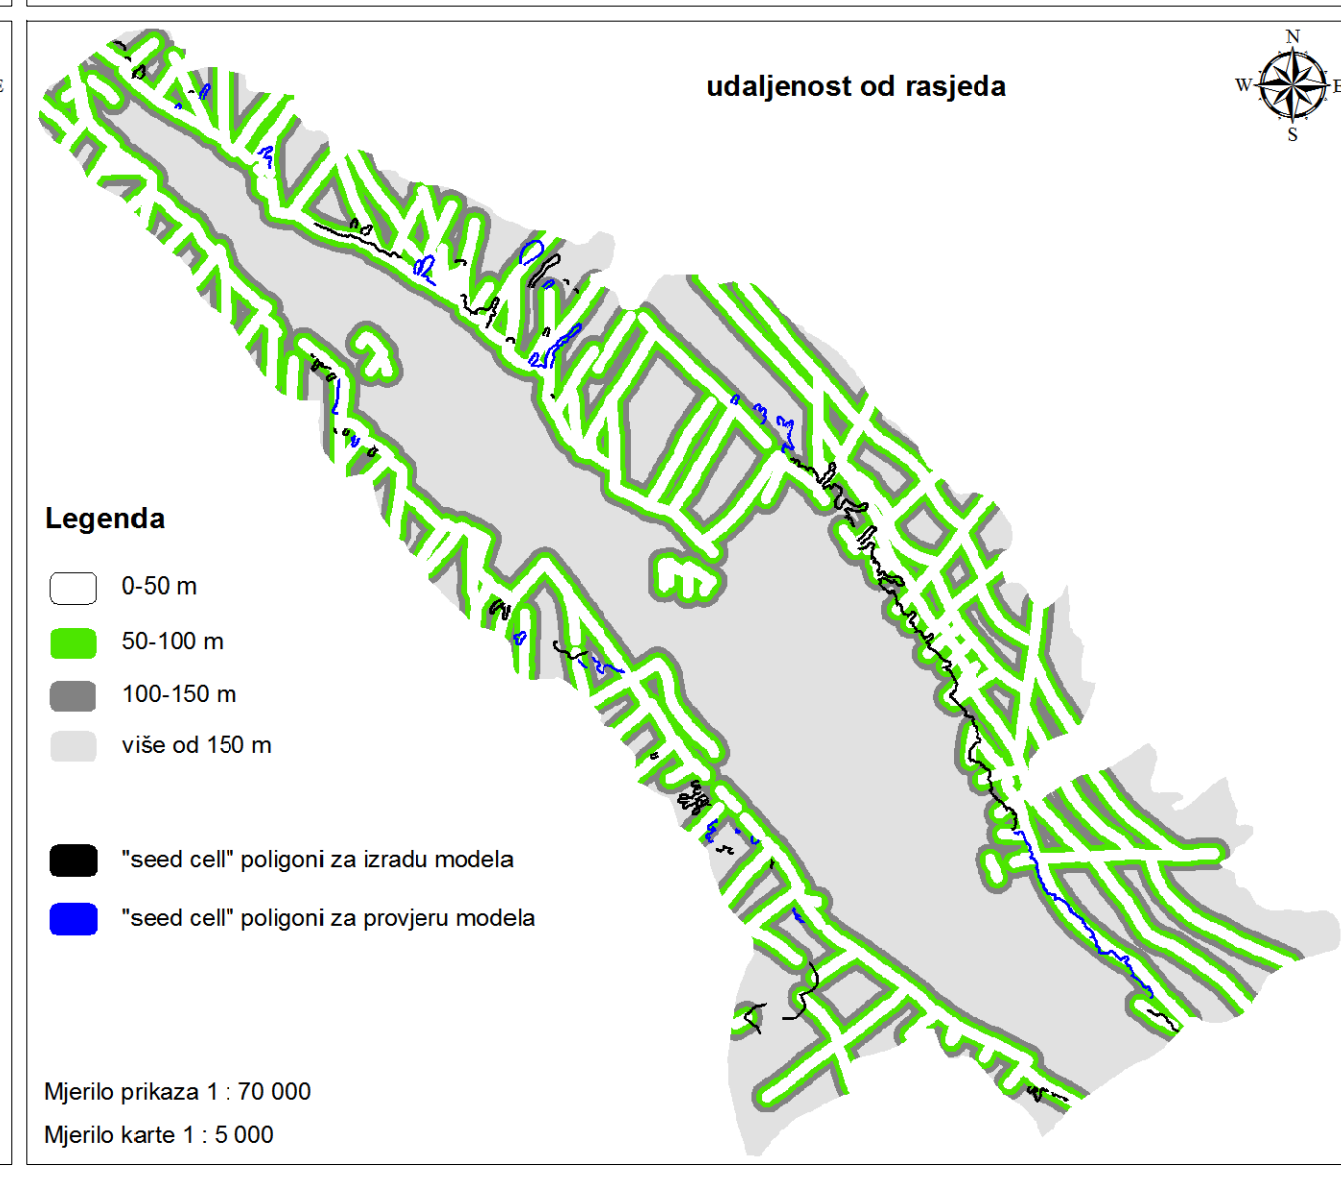 udaljenost od rasjeda
N
W
E
S
E
Legenda
0-50 m
50-100 m
100-150 m
više od 150 m
"seed cell" poligoni za izradu modela
"seed cell" poligoni za provjeru modela
Mjerilo prikaza 1 : 70 000
Mjerilo karte 1 : 5 000